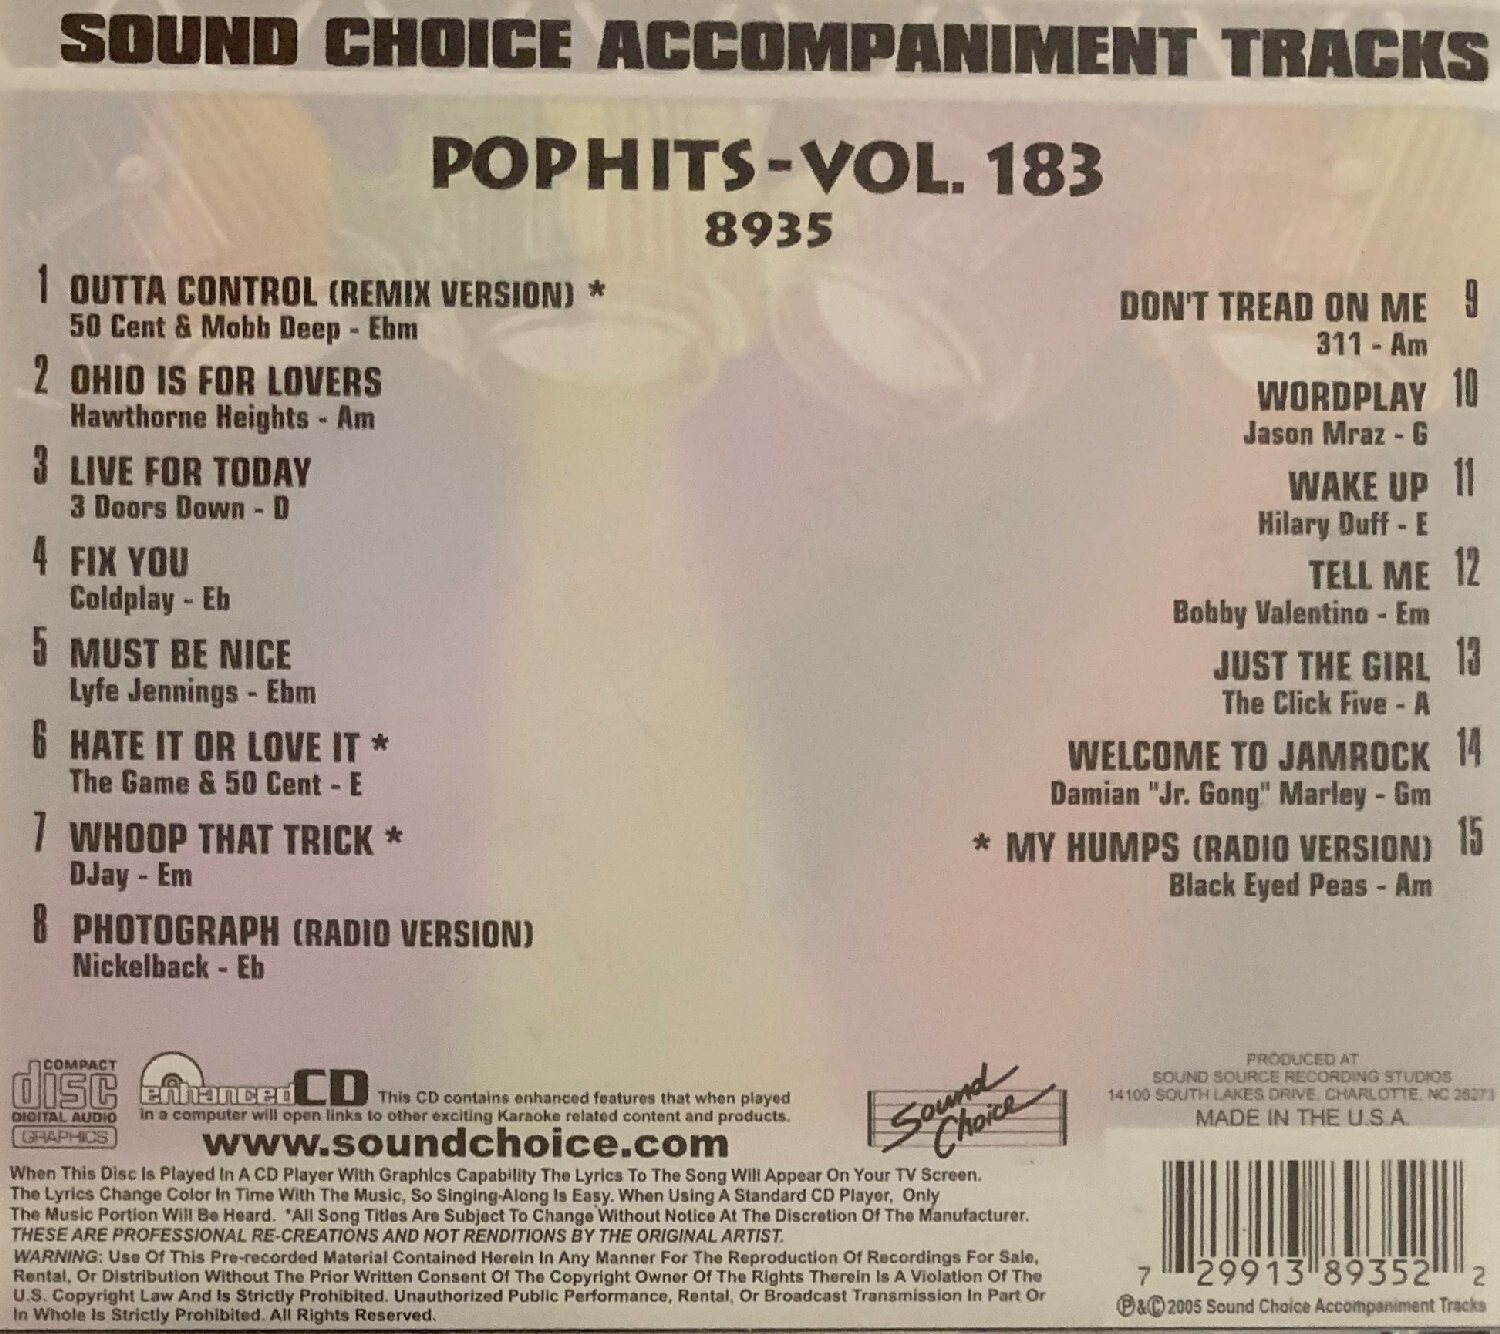 SOUND CHOICE ACCOMPANIMENT TRACKS
POP HITS - VOL. 183
8935
1 OUTTA CONTROL (REMIX VERSION) *
50 Cent & Mobb Deep - Ebm
2 OHIO IS FOR LOVERS
Hawthorne Heights - Am
3 LIVE FOR TODAY
3 Doors Down - D
4 FIX YOU
Coldplay - Eb
5 MUST BE NICE
Lyfe Jennings - Ebm
6 HATE IT OR LOVE IT *
The Game & 50 Cent - E
7 WHOOP THAT TRICK *
DJay - Em
8 PHOTOGRAPH (RADIO VERSION)
Nickelback - Eb
DON'T TREAD ON ME 9
311 - Am
WORDPLAY 10
Jason Mraz - G
WAKE UP 11
Hilary Duff - E
TELL ME 12
Bobby Valentino - Em
JUST THE GIRL 13
The Click Five - A
WELCOME TO JAMROCK 14
Damian "Jr. Gong" Marley - Gm
* MY HUMPS (RADIO VERSION) 15
Black Eyed Peas - Am
COMPACT
disc
DIGITAL AUDIO
GRAPHICS
enhanced CD This CD contains enhanced features that when played
in a computer will open links to other exciting Karaoke related content and products.
www.soundchoice.com
Sound
Choice
PRODUCED AT
SOUND SOURCE RECORDING STUDIOS
14100 SOUTH LAKES DRIVE, CHARLOTTE, NC 28273
MADE IN THE U.S.A.
When This Disc Is Played In A CD Player With Graphics Capability The Lyrics To The Song Will Appear On Your TV Screen.
The Lyrics Change Color In Time With The Music, So Singing-Along Is Easy. When Using A Standard CD Player, Only
The Music Portion Will Be Heard. *All Song Titles Are Subject To Change Without Notice At The Discretion Of The Manufacturer.
THESE ARE PROFESSIONAL RE-CREATIONS AND NOT RENDITIONS BY THE ORIGINAL ARTIST.
WARNING: Use Of This Pre-recorded Material Contained Herein In Any Manner For The Reproduction Of Recordings For Sale,
Rental, Or Distribution Without The Prior Written Consent Of The Copyright Owner Of The Rights Therein Is A Violation Of The
U.S. Copyright Law And Is Strictly Prohibited. Unauthorized Public Performance, Rental, Or Broadcast Transmission In Part Or
In Whole Is Strictly Prohibited. All Rights Reserved.
7 29913 89352 2
℗&©2005 Sound Choice Accompaniment Tracks